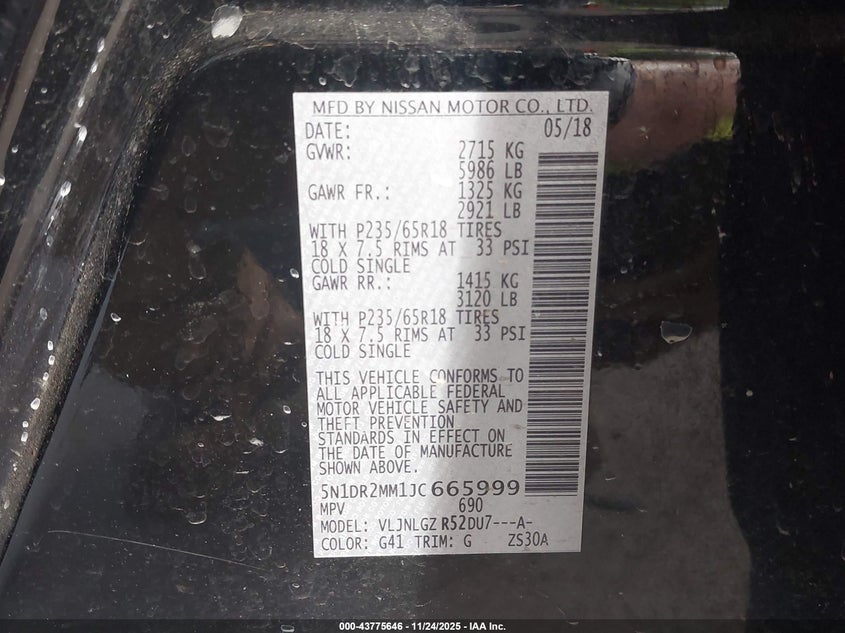 MFD BY NISSAN MOTOR CO., LTD.
DATE: 05/18
GVWR: 2715 KG
5986 LB
GAWR FR.: 1325 KG
2921 LB
WITH P235/65R18 TIRES
18 X 7.5 RIMS AT 33 PSI
COLD SINGLE
GAWR RR.: 1415 KG
3120 LB
WITH P235/65R18 TIRES
18 X 7.5 RIMS AT 33 PSI
COLD SINGLE
THIS VEHICLE CONFORMS TO
ALL APPLICABLE FEDERAL
MOTOR VEHICLE SAFETY AND
THEFT PREVENTION
STANDARDS IN EFFECT ON
THE DATE OF MANUFACTURE
SHOWN ABOVE.
5N1DR2MM1JC665999
MPV 690
MODEL: VLJNLGZ R52DU7---A-
COLOR: G41 TRIM: G ZS30A
000-43775646 - 11/24/2025 - IAA Inc.